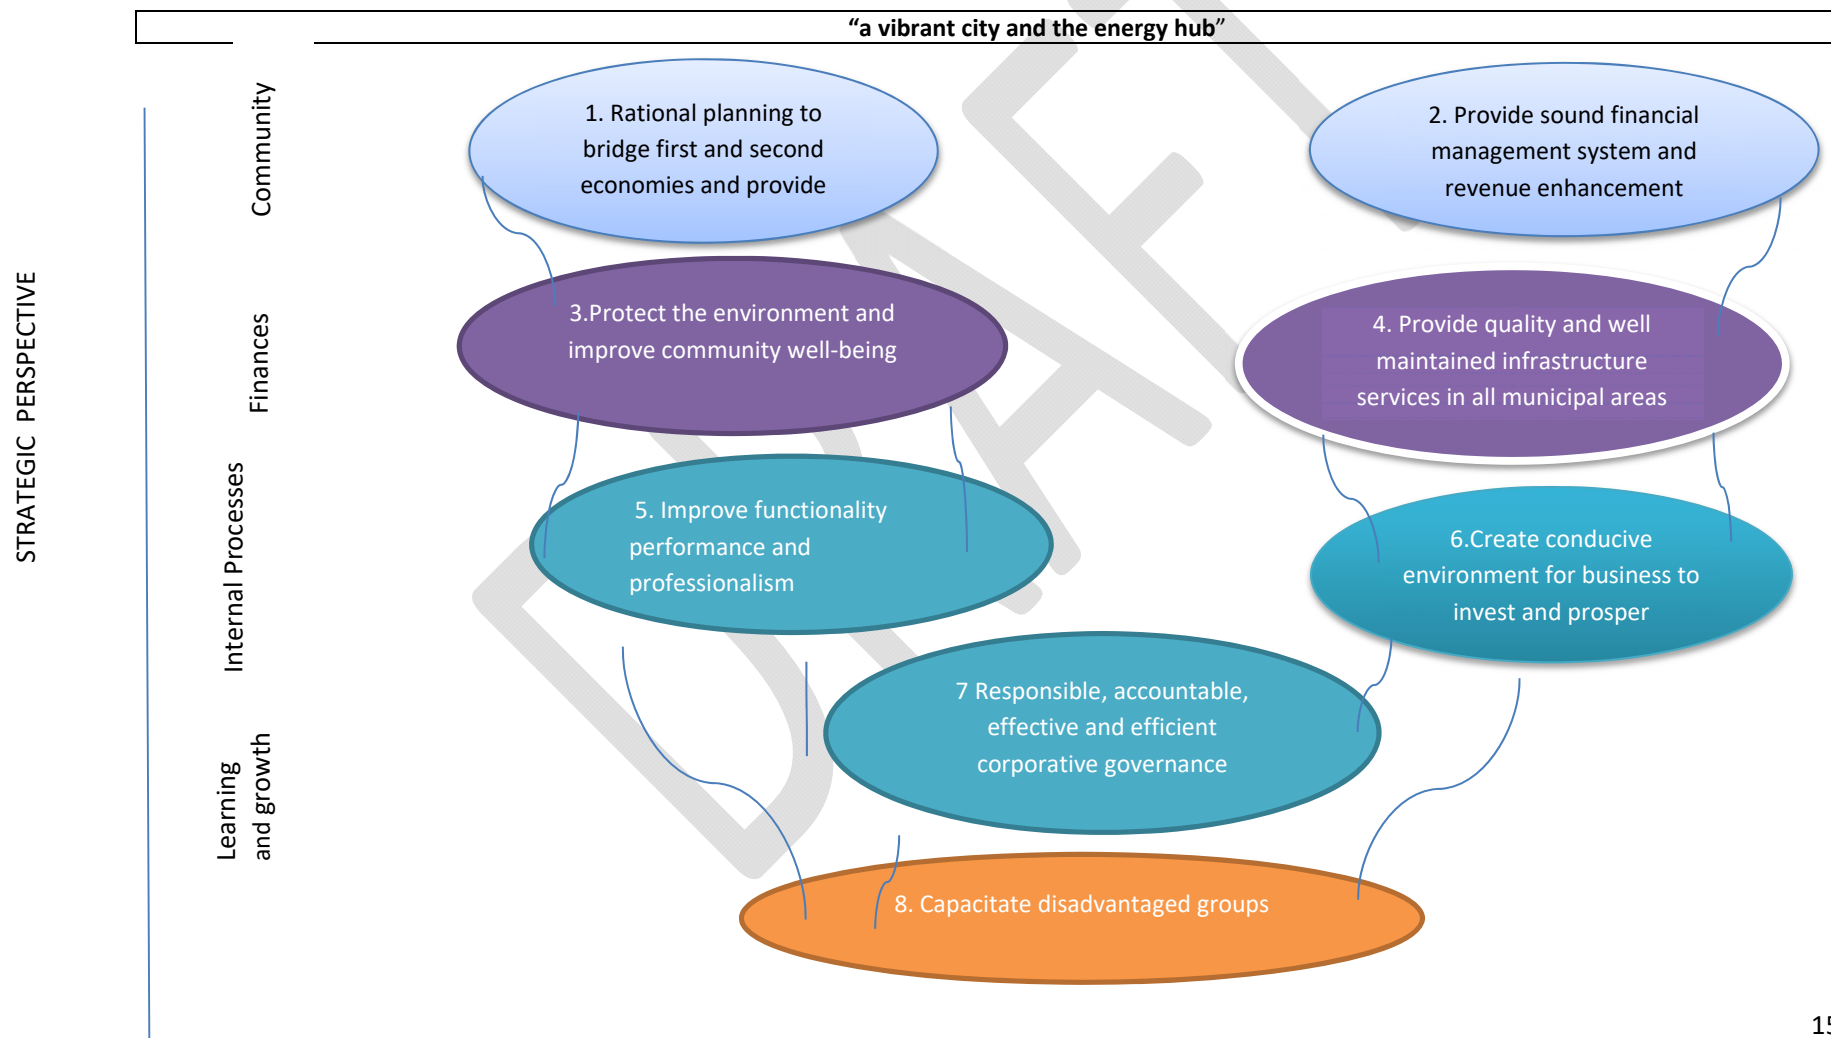 “a vibrant city and the energy hub”
STRATEGIC PERSPECTIVE
Community
1. Rational planning to
bridge first and second
economies and provide
2. Provide sound financial
management system and
revenue enhancement
Finances
3.Protect the environment and
improve community well-being
4. Provide quality and well
maintained infrastructure
services in all municipal areas
Internal Processes
5. Improve functionality
performance and
professionalism
6.Create conducive
environment for business to
invest and prosper
7 Responsible, accountable,
effective and efficient
corporative governance
Learning
and growth
8. Capacitate disadvantaged groups
DRAFT
15